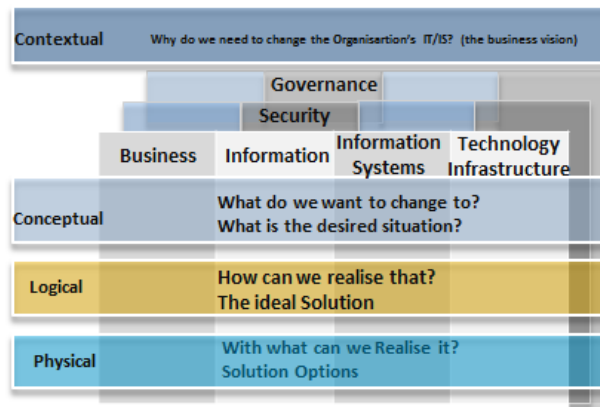 Contextual
Why do we need to change the Organisartion's IT/IS? (the business vision)
Governance
Security
Business
Information
Information
Systems
Technology
Infrastructure
Conceptual
What do we want to change to?
What is the desired situation?
Logical
How can we realise that?
The ideal Solution
Physical
With what can we Realise it?
Solution Options